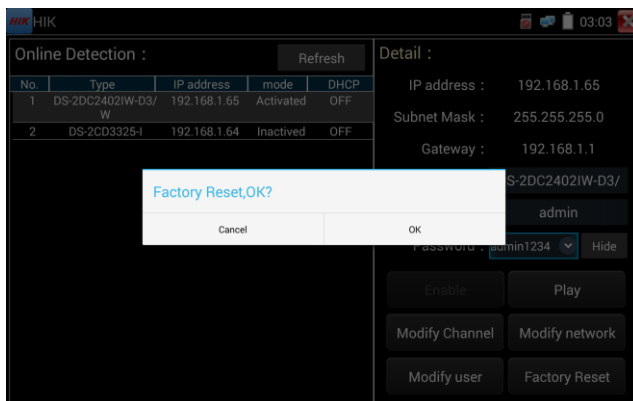 HIK HIK 03:03
Online Detection : Refresh
No. Type IP address mode DHCP
1 DS-2DC2402IW-D3/W 192.168.1.65 Activated OFF
2 DS-2CD3325-I 192.168.1.64 Inactived OFF
Detail :
IP address : 192.168.1.65
Subnet Mask : 255.255.255.0
Gateway : 192.168.1.1
S-2DC2402IW-D3/
admin
Password : admin1234 Hide
Factory Reset,OK?
Cancel OK
Enable Play
Modify Channel Modify network
Modify user Factory Reset